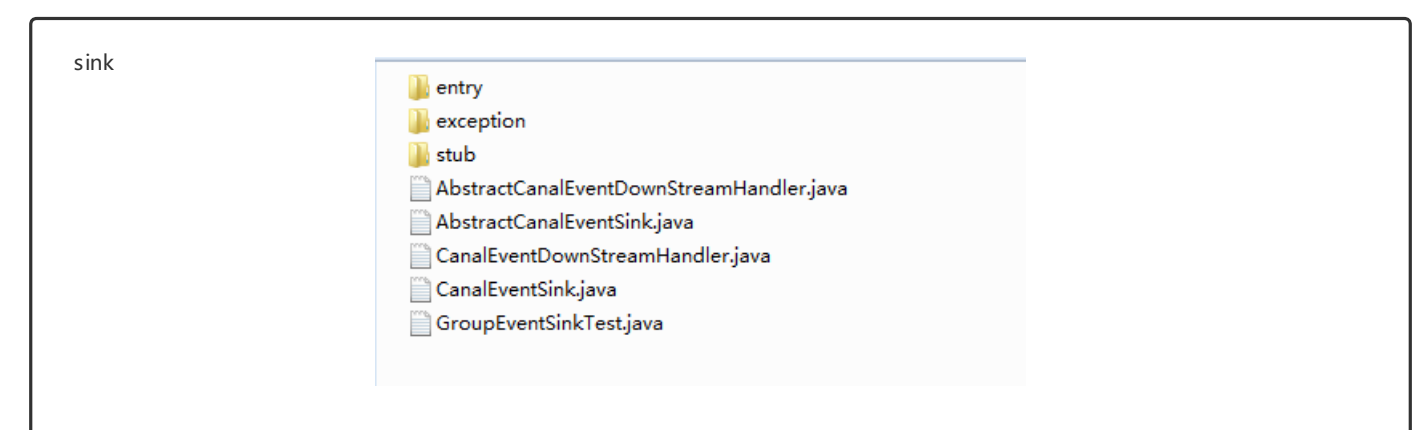 sink
entry
exception
stub
AbstractCanalEventDownStreamHandler.java
AbstractCanalEventSink.java
CanalEventDownStreamHandler.java
CanalEventSink.java
GroupEventSinkTest.java